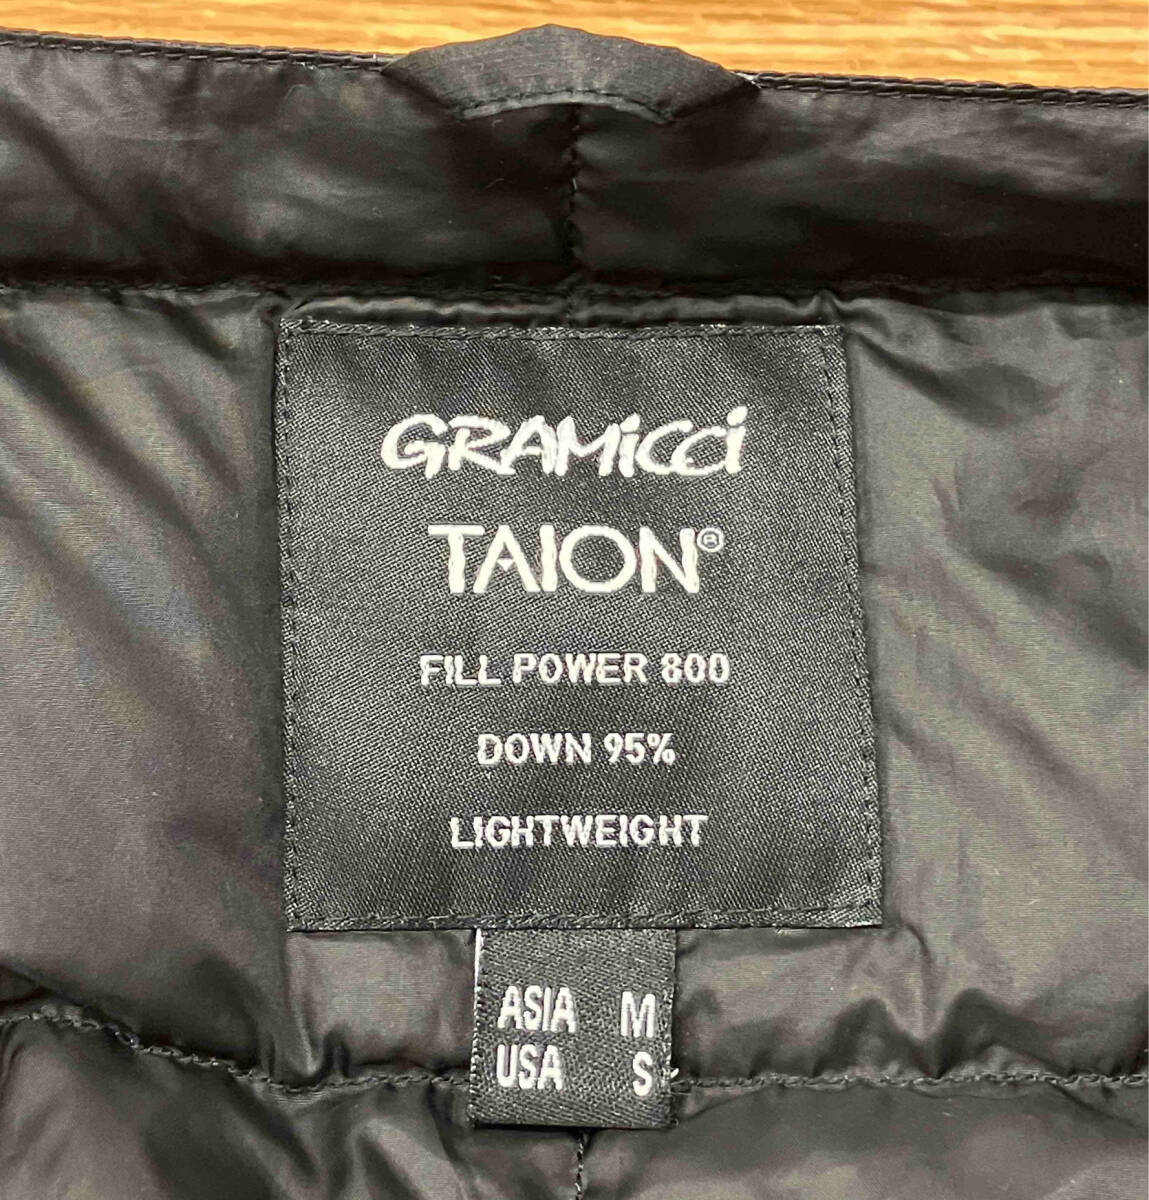 GRAMiCCi
TAION®
FILL POWER 800
DOWN 95%
LIGHTWEIGHT
ASIA M
USA S